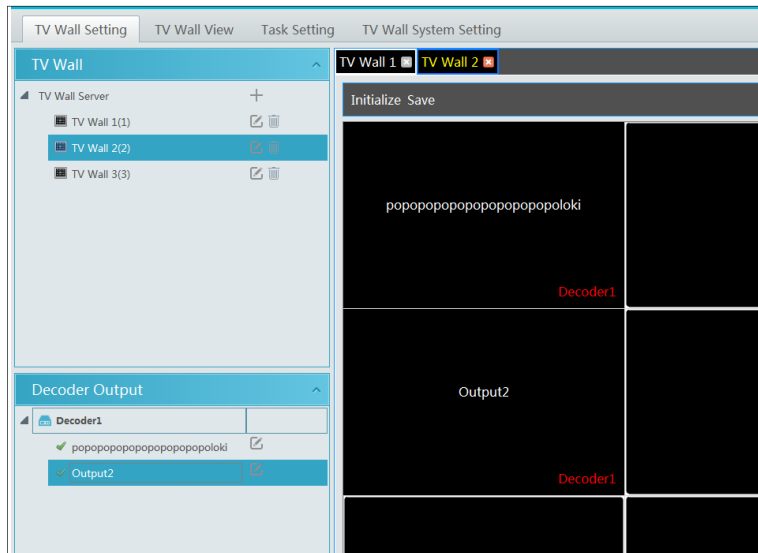 TV Wall Setting TV Wall View Task Setting TV Wall System Setting
TV Wall
TV Wall Server
TV Wall 1(1)
TV Wall 2(2)
TV Wall 3(3)
Decoder Output
Decoder1
popopopopopopopopopopoloki
Output2
TV Wall 1 TV Wall 2
Initialize Save
popopopopopopopopopopoloki
Decoder1
Output2
Decoder1